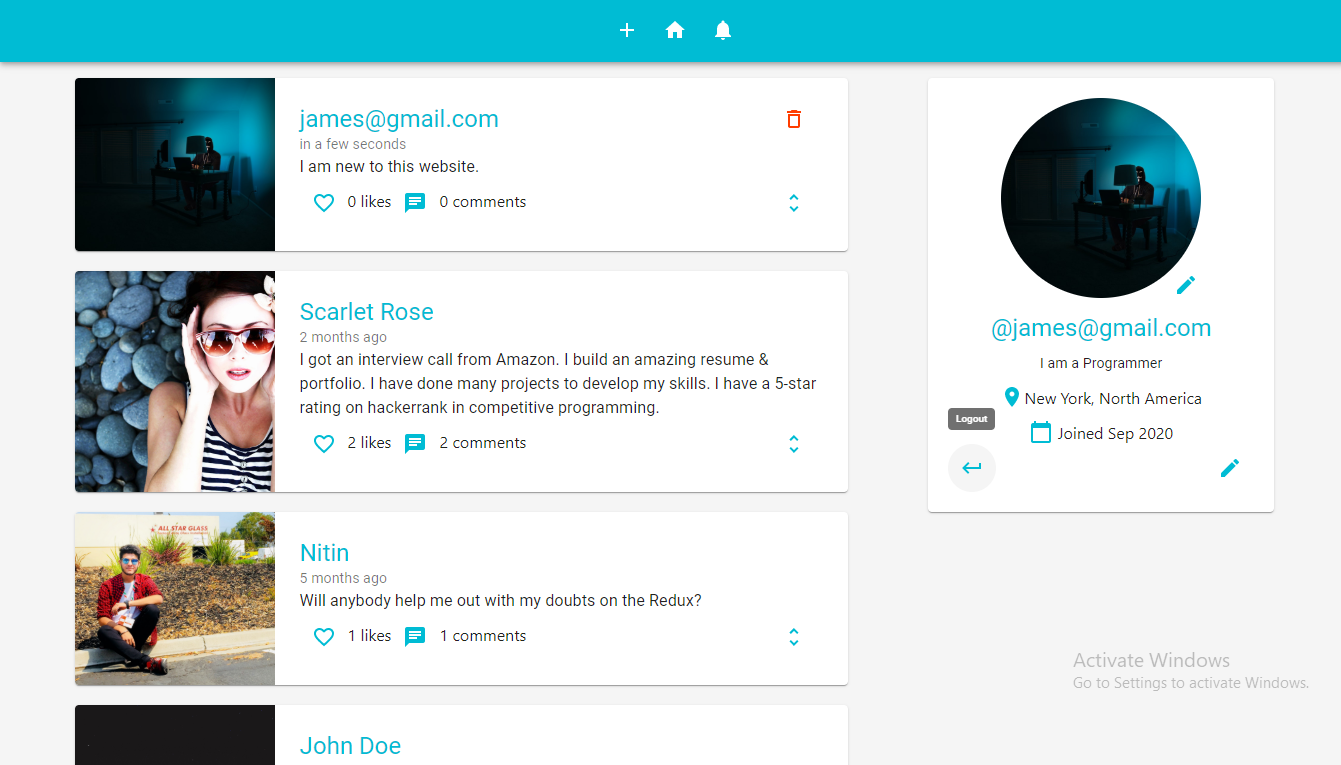 james@gmail.com
in a few seconds
I am new to this website.
0 likes 0 comments
Scarlet Rose
2 months ago
I got an interview call from Amazon. I build an amazing resume &
portfolio. I have done many projects to develop my skills. I have a 5-star
rating on hackerrank in competitive programming.
2 likes 2 comments
ALL STAR GLASS
Nitin
5 months ago
Will anybody help me out with my doubts on the Redux?
1 likes 1 comments
John Doe
@james@gmail.com
I am a Programmer
New York, North America
Joined Sep 2020
Logout
Activate Windows
Go to Settings to activate Windows.